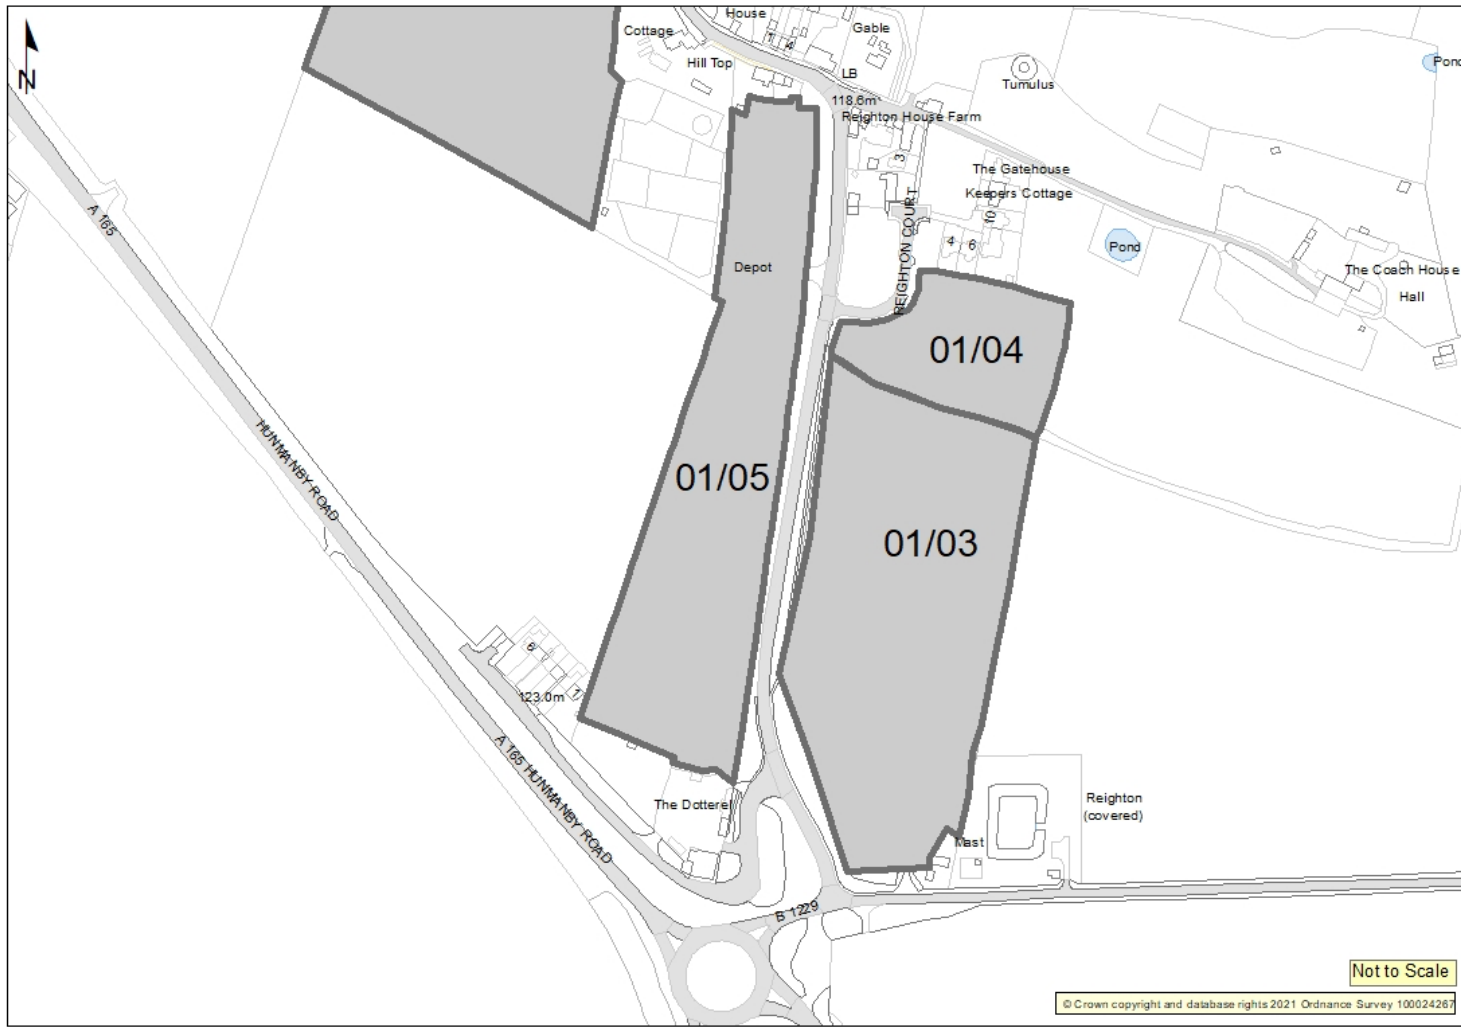 N
House
Cottage
1
4
Gable
Hill Top
LB
Pond
Tumulus
118.6m
Reighton House Farm
3
The Gatehouse
Keepers Cottage
A 165
REIGHTON COURT
10
4
6
Pond
Depot
The Coach House
Hall
01/04
HUNMANBY ROAD
01/05
01/03
6
1
123.0m
A 165 HUNMANBY ROAD
The Dotterel
Reighton
(covered)
Mast
B 1229
Not to Scale
© Crown copyright and database rights 2021 Ordnance Survey 100024267